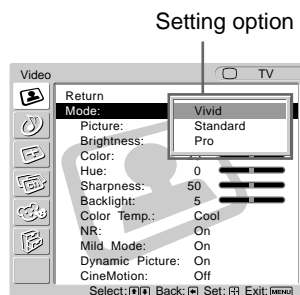 Setting option
Video TV
Return
Mode: Vivid
Picture: Standard
Brightness: Pro
Color:
Hue: 0
Sharpness: 50
Backlight: 5
Color Temp.: Cool
NR: On
Mild Mode: On
Dynamic Picture: On
CineMotion: Off
Select: Back: Set: Exit: MENU